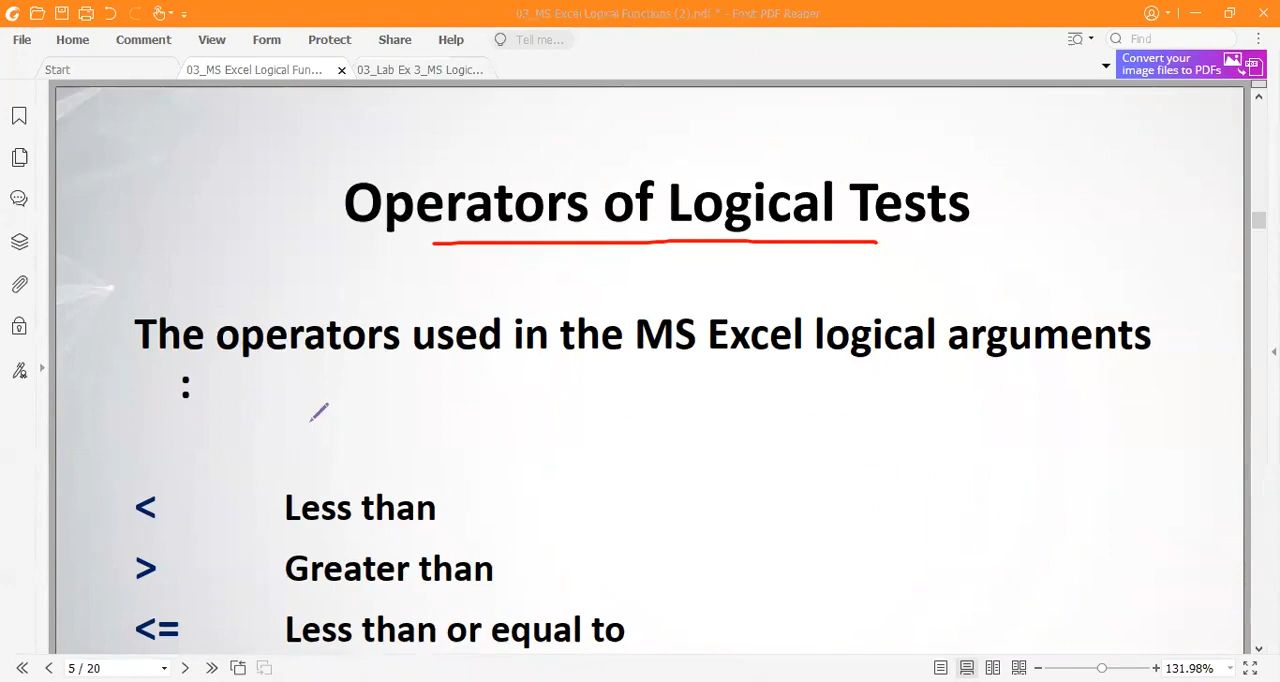 03_MS Excel Logical Functions (2).pdf * - Foxit PDF Reader
File Home Comment View Form Protect Share Help Tell me... Find
Start 03_MS Excel Logical Fun... 03_Lab Ex 3_MS Logic... Convert your
image files to PDFs
Operators of Logical Tests
The operators used in the MS Excel logical arguments
:
< Less than
> Greater than
<= Less than or equal to
5 / 20 131.98%